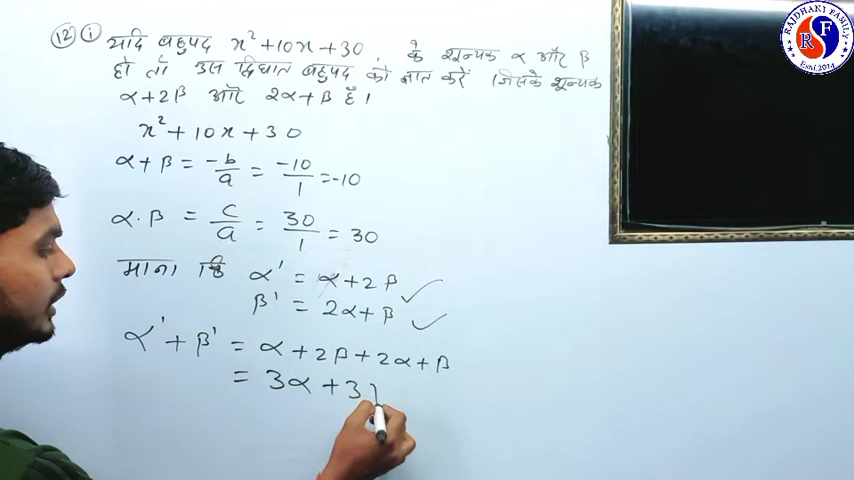 12 i यदि बहुपद x² + 10x + 30 के शून्यक α और β
हो तो उस द्विघात बहुपद को ज्ञात करें जिसके शून्यक
α + 2β और 2α + β हैं।
x² + 10x + 30
α + β = -b/a = -10/1 = -10
α · β = c/a = 30/1 = 30
माना कि α' = α + 2β ✓
β' = 2α + β ✓
α' + β' = α + 2β + 2α + β
= 3α + 3
RAJDHANI FAMILY
RSF
Estd. 2014